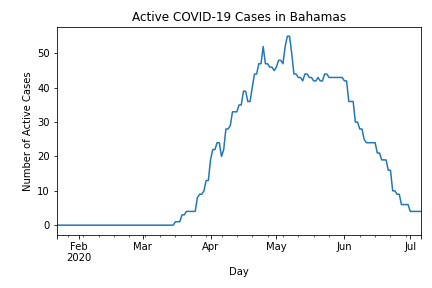 Active COVID-19 Cases in Bahamas
Number of Active Cases
50
40
30
20
10
0
Feb Mar Apr May Jun Jul
2020
Day